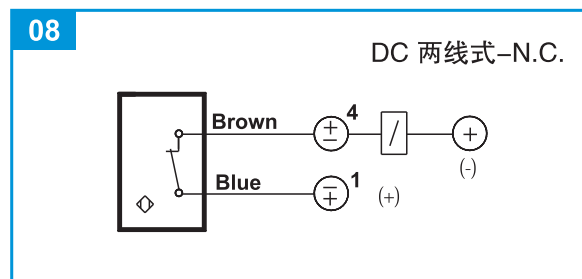 08
DC 两线式-N.C.
Brown
± 4
/
+
(-)
Blue
∓ 1
(+)